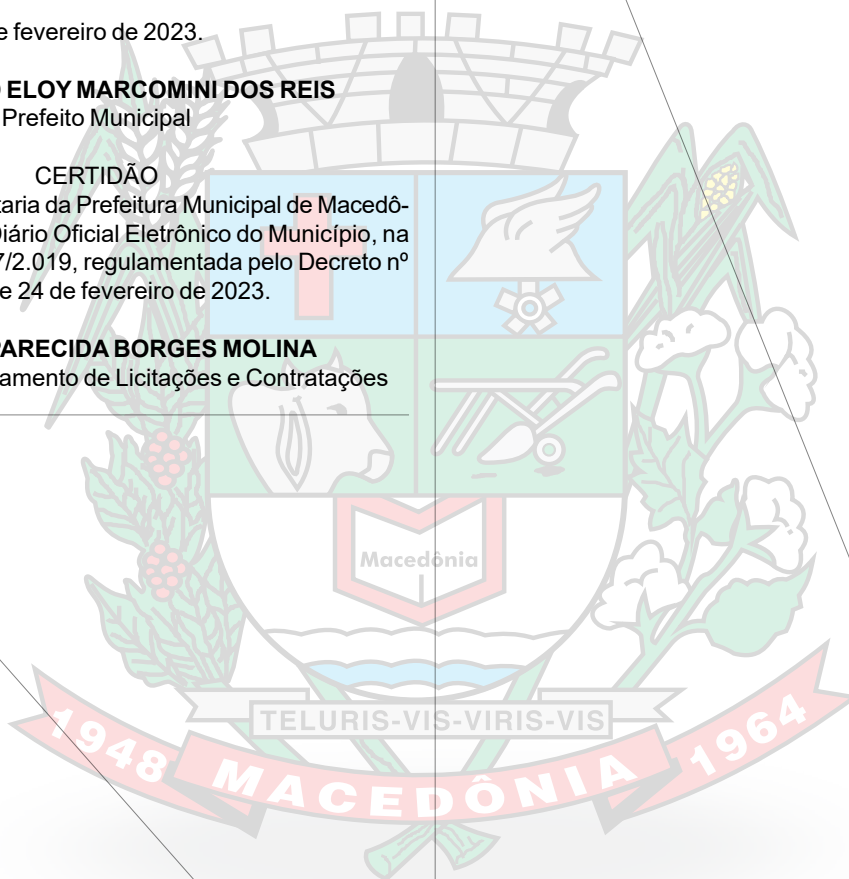 e fevereiro de 2023.
ELOY MARCOMINI DOS REIS
Prefeito Municipal
CERTIDÃO
taria da Prefeitura Municipal de Macedô-
Diário Oficial Eletrônico do Município, na
7/2.019, regulamentada pelo Decreto nº
e 24 de fevereiro de 2023.
PARECIDA BORGES MOLINA
amento de Licitações e Contratações
Macedônia
TELURIS-VIS-VIRIS-VIS
1948 MACEDÔNIA 1964